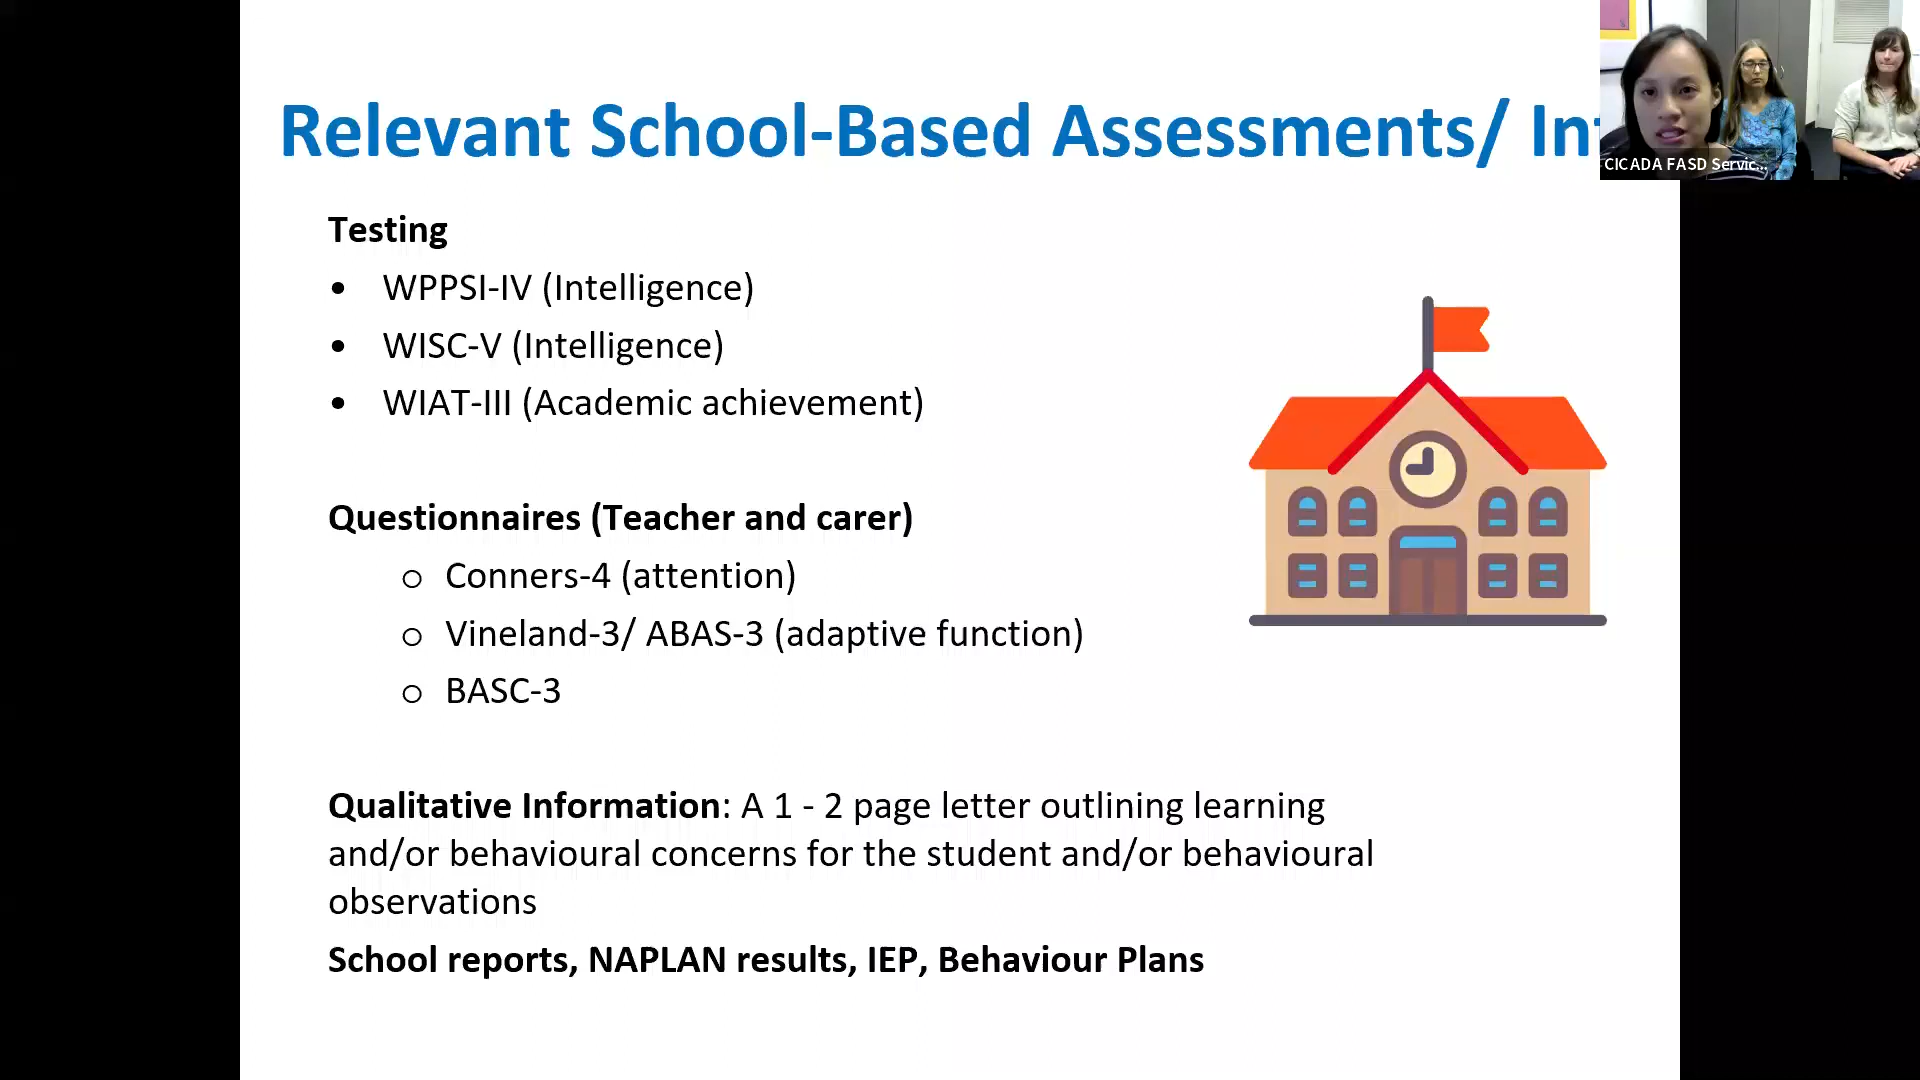 Relevant School-Based Assessments/
CICADA FASD Servic...
Testing
• WPPSI-IV (Intelligence)
• WISC-V (Intelligence)
• WIAT-III (Academic achievement)
Questionnaires (Teacher and carer)
o Conners-4 (attention)
o Vineland-3/ ABAS-3 (adaptive function)
o BASC-3
Qualitative Information: A 1 - 2 page letter outlining learning
and/or behavioural concerns for the student and/or behavioural
observations
School reports, NAPLAN results, IEP, Behaviour Plans